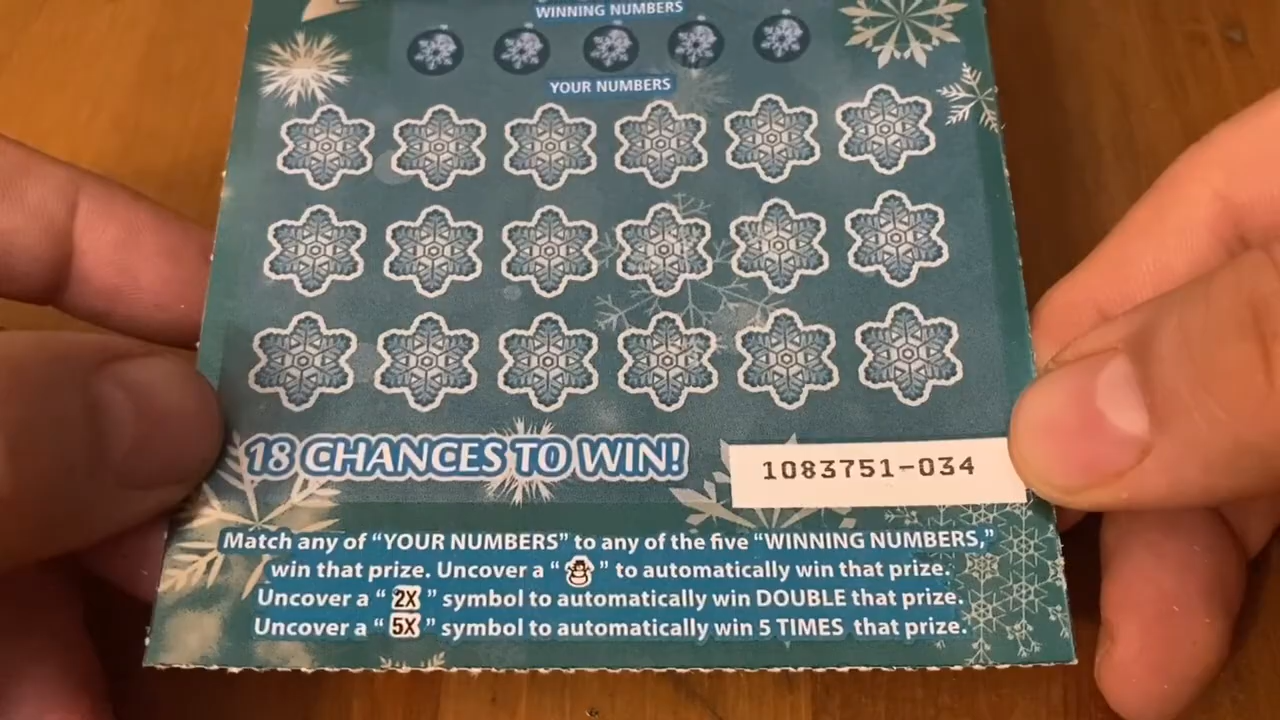 WINNING NUMBERS
YOUR NUMBERS
18 CHANCES TO WIN!
1083751-034
Match any of “YOUR NUMBERS” to any of the five “WINNING NUMBERS,”
win that prize. Uncover a “ ” to automatically win that prize.
Uncover a “ 2X ” symbol to automatically win DOUBLE that prize.
Uncover a “ 5X ” symbol to automatically win 5 TIMES that prize.